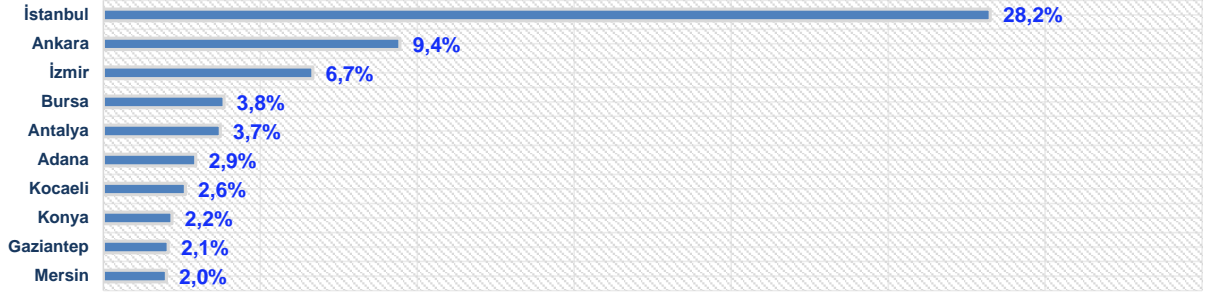 İstanbul 28,2%
Ankara 9,4%
İzmir 6,7%
Bursa 3,8%
Antalya 3,7%
Adana 2,9%
Kocaeli 2,6%
Konya 2,2%
Gaziantep 2,1%
Mersin 2,0%